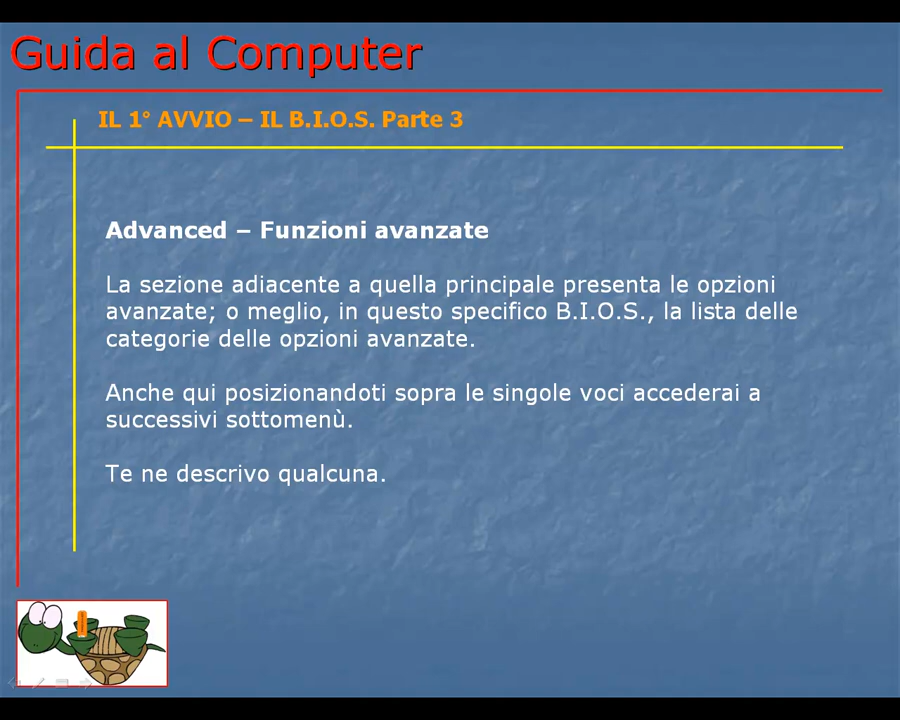 Guida al Computer
IL 1° AVVIO – IL B.I.O.S. Parte 3
Advanced – Funzioni avanzate
La sezione adiacente a quella principale presenta le opzioni
avanzate; o meglio, in questo specifico B.I.O.S., la lista delle
categorie delle opzioni avanzate.
Anche qui posizionandoti sopra le singole voci accederai a
successivi sottomenù.
Te ne descrivo qualcuna.